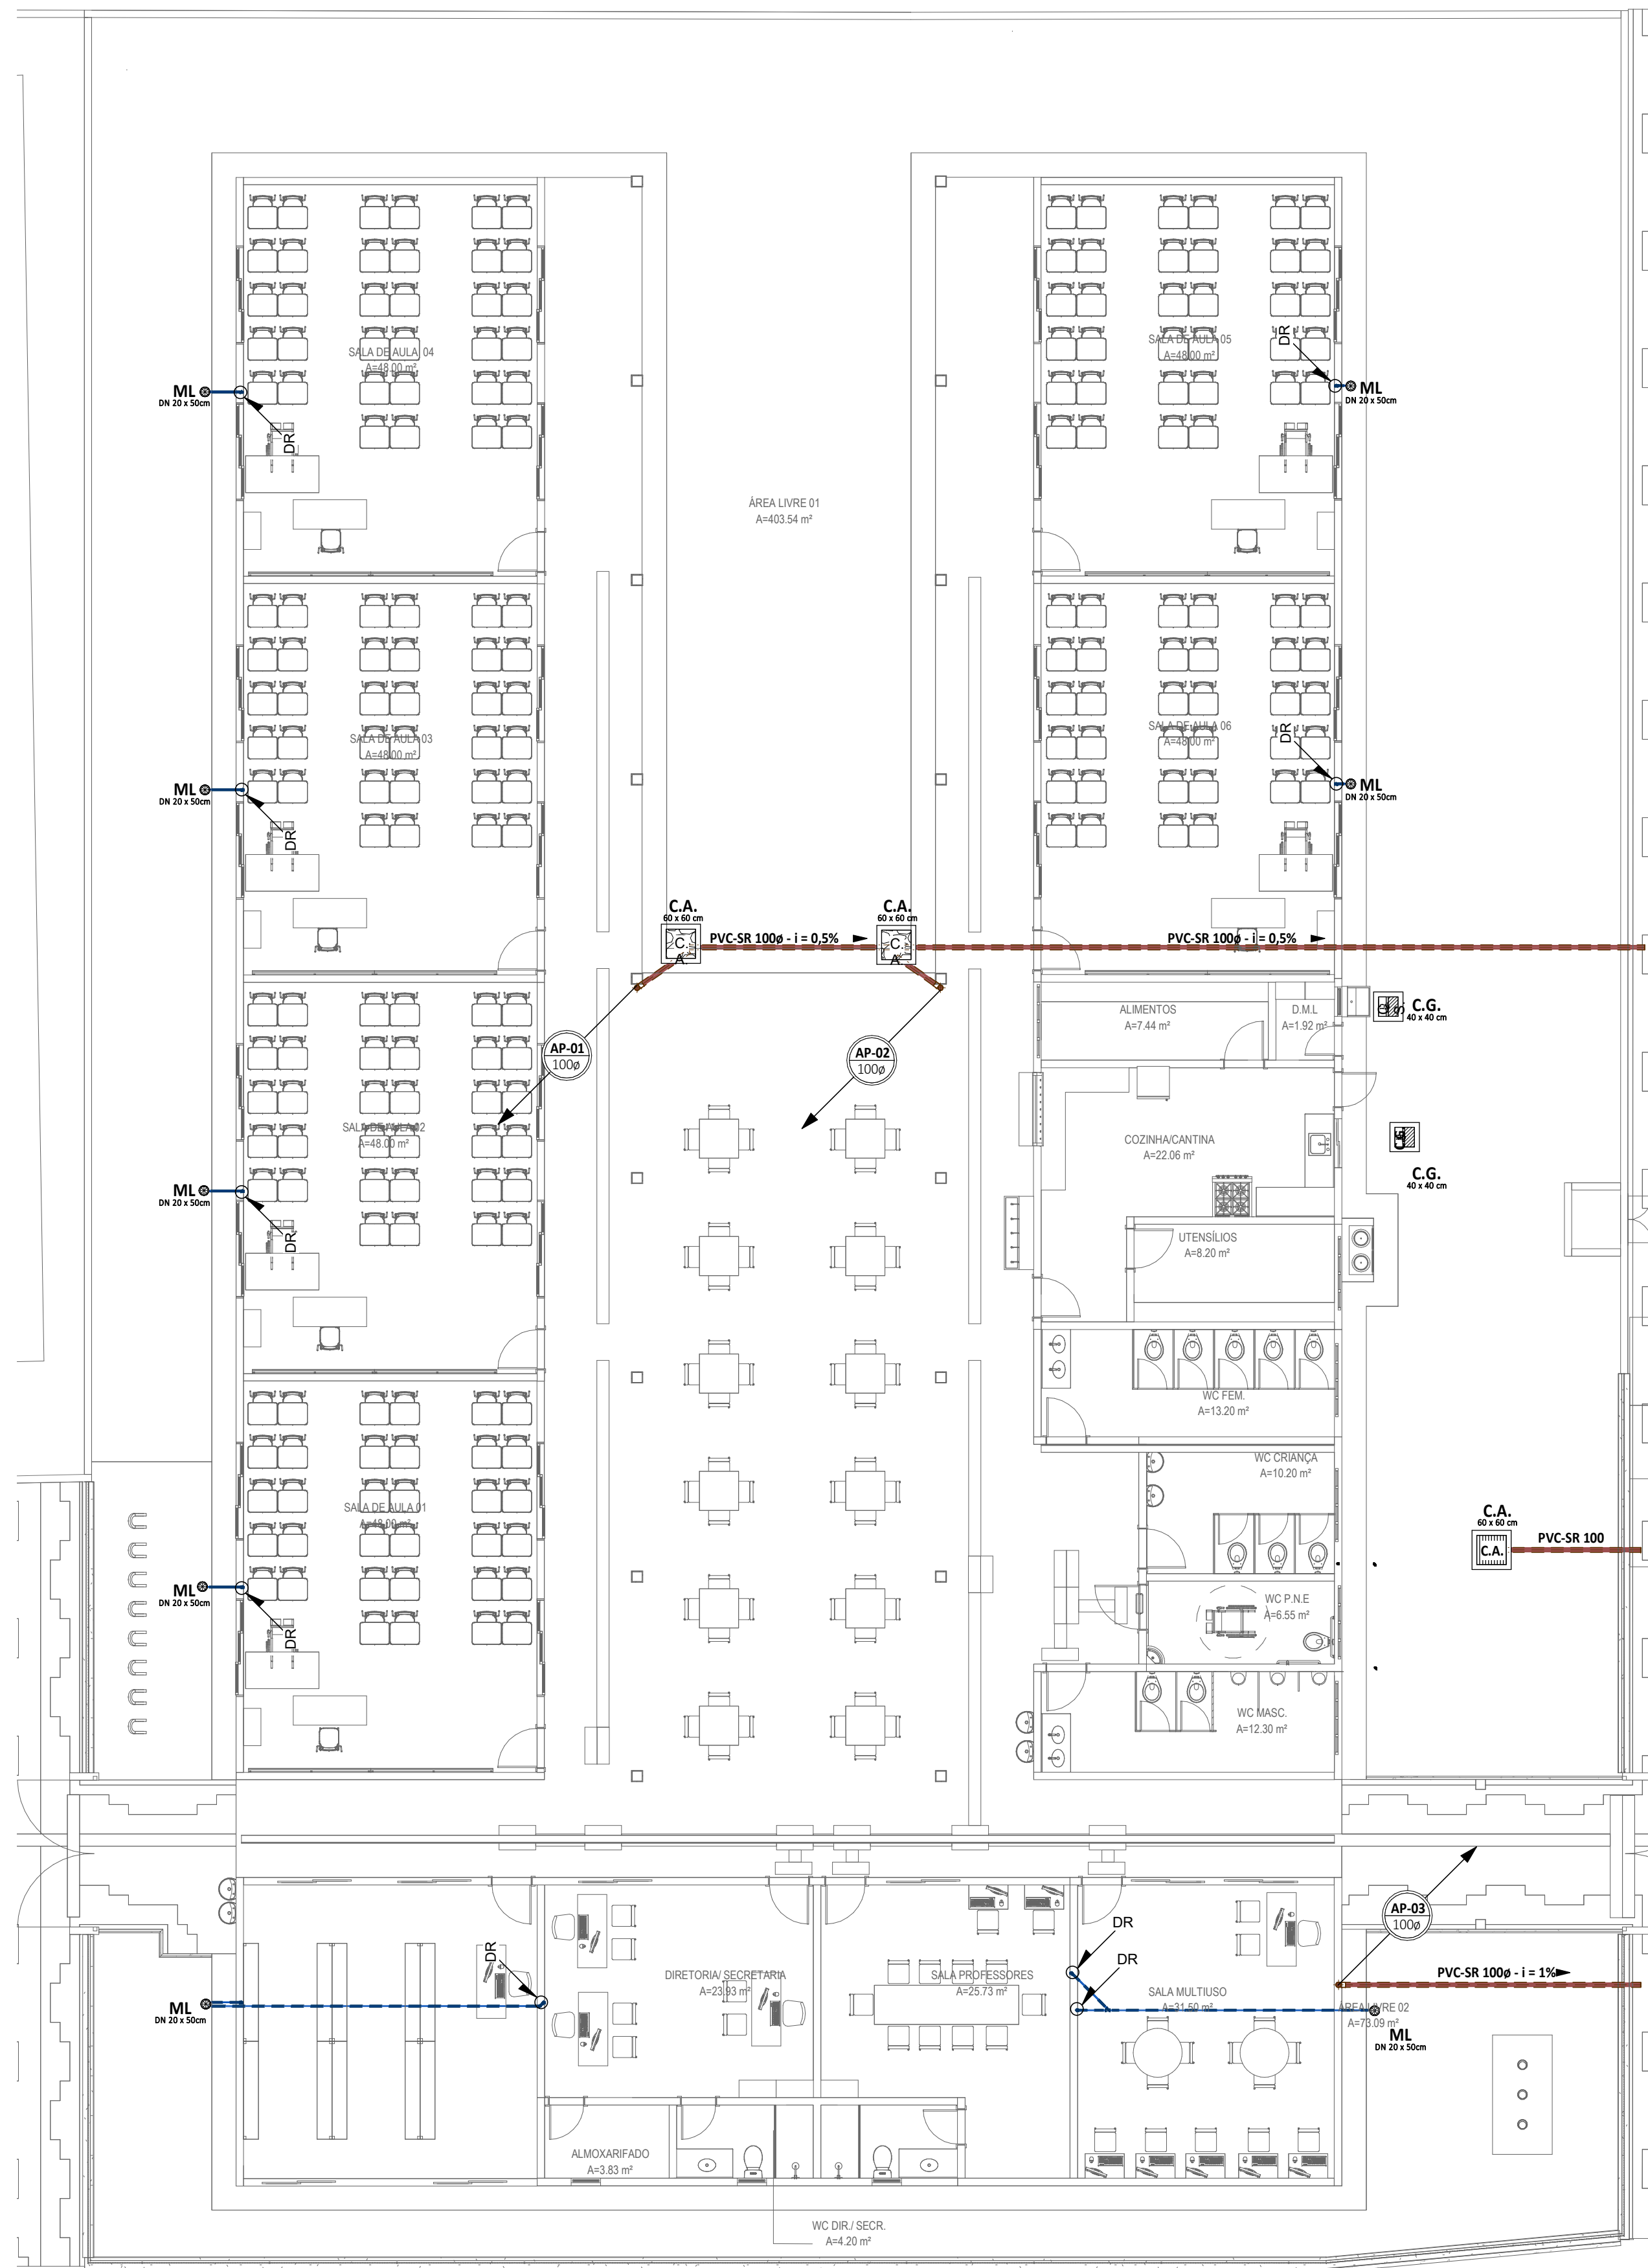 SALA DE AULA 04
A=48.00 m²
ML
DN 20 x 50cm
DR
SALA DE AULA 05
A=48.00 m²
DR
ML
DN 20 x 50cm
ÁREA LIVRE 01
A=403.54 m²
SALA DE AULA 03
A=48.00 m²
ML
DN 20 x 50cm
DR
SALA DE AULA 06
A=48.00 m²
DR
ML
DN 20 x 50cm
C.A.
60 x 60 cm
C.
A.
PVC-SR 100ø - i = 0,5%
C.A.
60 x 60 cm
C.
A.
PVC-SR 100ø - i = 0,5%
ALIMENTOS
A=7.44 m²
D.M.L
A=1.92 m²
C.G.
40 x 40 cm
AP-01
100ø
AP-02
100ø
SALA DE AULA 02
A=48.00 m²
ML
DN 20 x 50cm
DR
COZINHA/CANTINA
A=22.06 m²
C.G.
C.G.
40 x 40 cm
UTENSÍLIOS
A=8.20 m²
WC FEM.
A=13.20 m²
WC CRIANÇA
A=10.20 m²
SALA DE AULA 01
A=48.00 m²
ML
DN 20 x 50cm
DR
C.A.
60 x 60 cm
C.A.
PVC-SR 100
WC P.N.E
A=6.55 m²
WC MASC.
A=12.30 m²
AP-03
100ø
DR
DR
DR
DIRETORIA/ SECRETARIA
A=23.93 m²
SALA PROFESSORES
A=25.73 m²
SALA MULTIUSO
A=31.50 m²
PVC-SR 100ø - i = 1%
ÁREA LIVRE 02
A=73.09 m²
ML
DN 20 x 50cm
ML
DN 20 x 50cm
ALMOXARIFADO
A=3.83 m²
WC DIR./ SECR.
A=4.20 m²